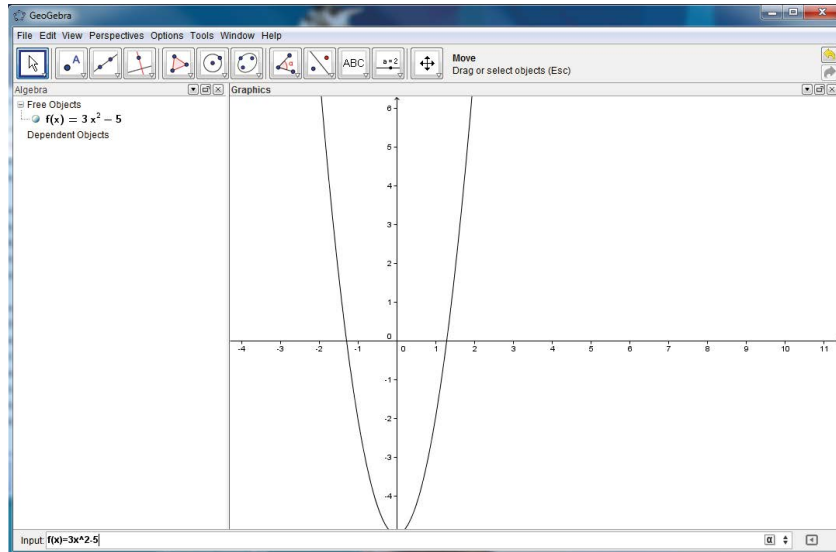 GeoGebra
File Edit View Perspectives Options Tools Window Help
A
α
ABC
a=2
Move
Drag or select objects (Esc)
Algebra
Graphics
Free Objects
f(x) = 3 x² − 5
Dependent Objects
6
5
4
3
2
1
0
-4 -3 -2 -1 0 1 2 3 4 5 6 7 8 9 10 11
-1
-2
-3
-4
Input: f(x)=3x^2-5
α